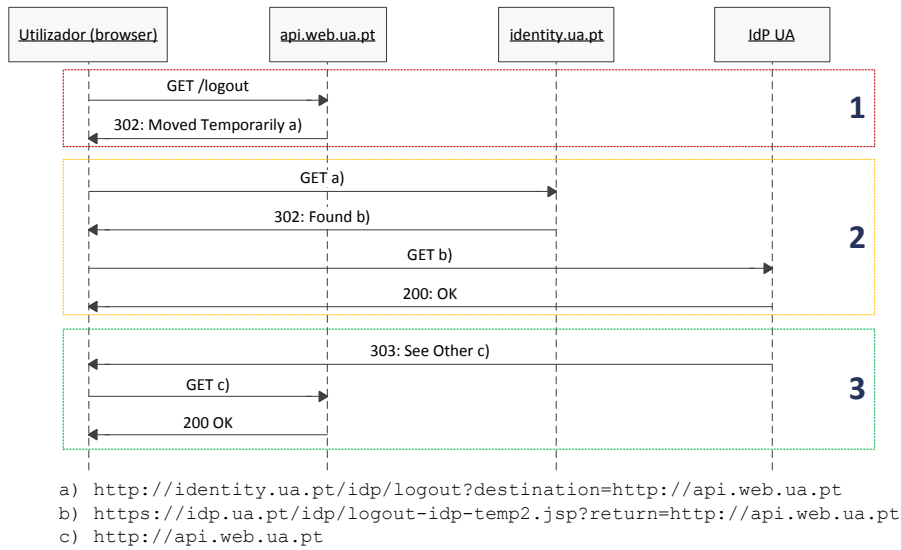 Utilizador (browser) api.web.ua.pt identity.ua.pt IdP UA
GET /logout
1
302: Moved Temporarily a)
GET a)
302: Found b)
2
GET b)
200: OK
303: See Other c)
GET c)
3
200 OK
a) http://identity.ua.pt/idp/logout?destination=http://api.web.ua.pt
b) https://idp.ua.pt/idp/logout-idp-temp2.jsp?return=http://api.web.ua.pt
c) http://api.web.ua.pt